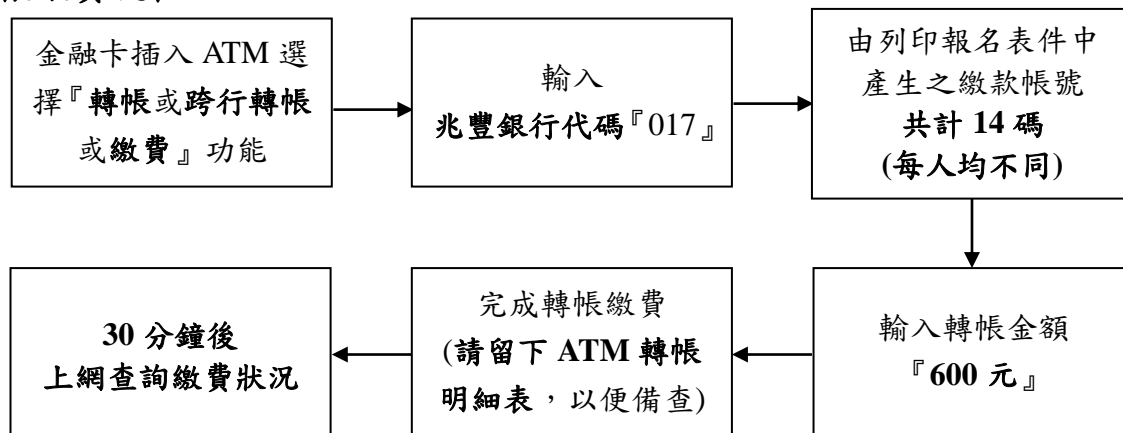 金融卡插入 ATM 選
擇『轉帳或跨行轉帳
或繳費』功能
輸入
兆豐銀行代碼『017』
由列印報名表件中
產生之繳款帳號
共計 14 碼
(每人均不同)
輸入轉帳金額
『600 元』
完成轉帳繳費
(請留下 ATM 轉帳
明細表，以便備查)
30 分鐘後
上網查詢繳費狀況